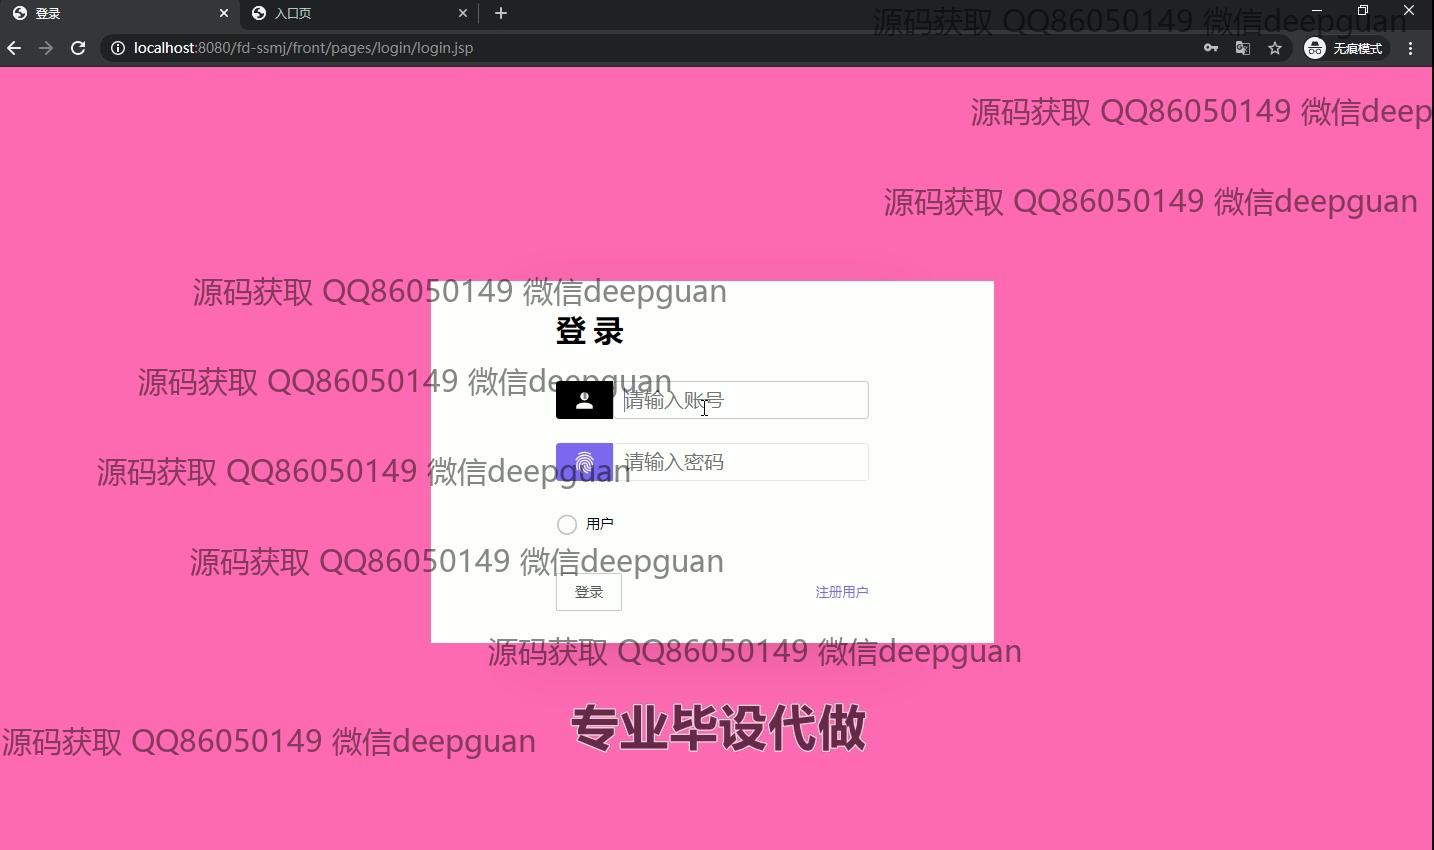 登录
入口页
源码获取 QQ86050149 微信deepguan
localhost:8080/fd-ssmj/front/pages/login/login.jsp
无痕模式
源码获取 QQ86050149 微信deep
源码获取 QQ86050149 微信deepguan
源码获取 QQ86050149 微信deepguan
登 录
源码获取 QQ86050149 微信deepguan
请输入账号
源码获取 QQ86050149 微信deepguan
请输入密码
用户
源码获取 QQ86050149 微信deepguan
登录
注册用户
源码获取 QQ86050149 微信deepguan
专业毕设代做
源码获取 QQ86050149 微信deepguan